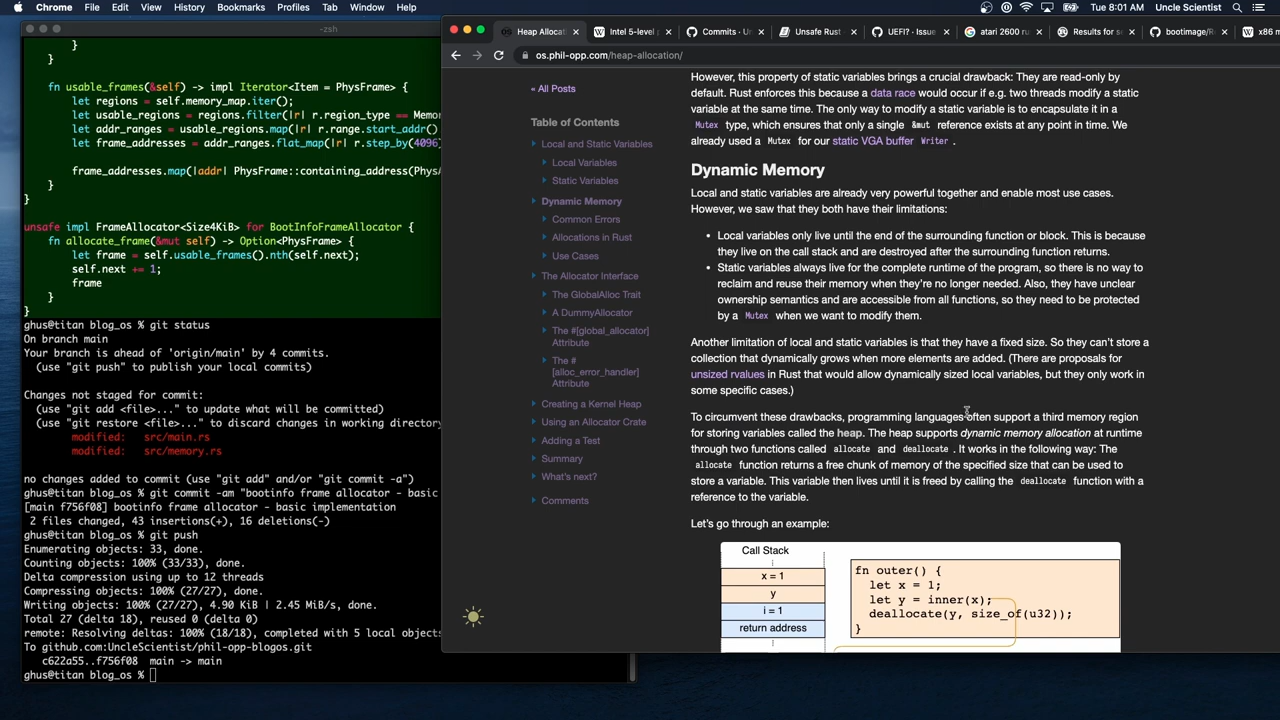 Chrome File Edit View History Bookmarks Profiles Tab Window Help Tue 8:01 AM Uncle Scientist
-zsh
}
}
fn usable_frames(&self) -> impl Iterator<Item = PhysFrame> {
let regions = self.memory_map.iter();
let usable_regions = regions.filter(|r| r.region_type == Memor
let addr_ranges = usable_regions.map(|r| r.range.start_addr()
let frame_addresses = addr_ranges.flat_map(|r| r.step_by(4096
frame_addresses.map(|addr| PhysFrame::containing_address(PhysA
}
}
unsafe impl FrameAllocator<Size4KiB> for BootInfoFrameAllocator {
fn allocate_frame(&mut self) -> Option<PhysFrame> {
let frame = self.usable_frames().nth(self.next);
self.next += 1;
frame
}
}
ghus@titan blog_os % git status
On branch main
Your branch is ahead of 'origin/main' by 4 commits.
(use "git push" to publish your local commits)
Changes not staged for commit:
(use "git add <file>..." to update what will be committed)
(use "git restore <file>..." to discard changes in working directory
modified: src/main.rs
modified: src/memory.rs
no changes added to commit (use "git add" and/or "git commit -a")
ghus@titan blog_os % git commit -am "bootinfo frame allocator - basic
[main f756f08] bootinfo frame allocator - basic implementation
2 files changed, 43 insertions(+), 16 deletions(-)
ghus@titan blog_os % git push
Enumerating objects: 33, done.
Counting objects: 100% (33/33), done.
Delta compression using up to 12 threads
Compressing objects: 100% (27/27), done.
Writing objects: 100% (27/27), 4.90 KiB | 2.45 MiB/s, done.
Total 27 (delta 18), reused 0 (delta 0)
remote: Resolving deltas: 100% (18/18), completed with 5 local objects
To github.com:UncleScientist/phil-opp-blogos.git
c622a55..f756f08 main -> main
ghus@titan blog_os %
Heap Allocat Intel 5-level p Commits · Un Unsafe Rust UEFI? · Issue atari 2600 ru Results for se bootimage/Re x86 m
os.phil-opp.com/heap-allocation/
« All Posts
Table of Contents
Local and Static Variables
Local Variables
Static Variables
Dynamic Memory
Common Errors
Allocations in Rust
Use Cases
The Allocator Interface
The GlobalAlloc Trait
A DummyAllocator
The #[global_allocator]
Attribute
The #
[alloc_error_handler]
Attribute
Creating a Kernel Heap
Using an Allocator Crate
Adding a Test
Summary
What's next?
Comments
However, this property of static variables brings a crucial drawback: They are read-only by
default. Rust enforces this because a data race would occur if e.g. two threads modify a static
variable at the same time. The only way to modify a static variable is to encapsulate it in a
Mutex type, which ensures that only a single &mut reference exists at any point in time. We
already used a Mutex for our static VGA buffer Writer .
Dynamic Memory
Local and static variables are already very powerful together and enable most use cases.
However, we saw that they both have their limitations:
• Local variables only live until the end of the surrounding function or block. This is because
they live on the call stack and are destroyed after the surrounding function returns.
• Static variables always live for the complete runtime of the program, so there is no way to
reclaim and reuse their memory when they're no longer needed. Also, they have unclear
ownership semantics and are accessible from all functions, so they need to be protected
by a Mutex when we want to modify them.
Another limitation of local and static variables is that they have a fixed size. So they can't store a
collection that dynamically grows when more elements are added. (There are proposals for
unsized rvalues in Rust that would allow dynamically sized local variables, but they only work in
some specific cases.)
To circumvent these drawbacks, programming languages often support a third memory region
for storing variables called the heap. The heap supports dynamic memory allocation at runtime
through two functions called allocate and deallocate . It works in the following way: The
allocate function returns a free chunk of memory of the specified size that can be used to
store a variable. This variable then lives until it is freed by calling the deallocate function with a
reference to the variable.
Let's go through an example:
Call Stack
x = 1
y
i = 1
return address
fn outer() {
let x = 1;
let y = inner(x);
deallocate(y, size_of(u32));
}